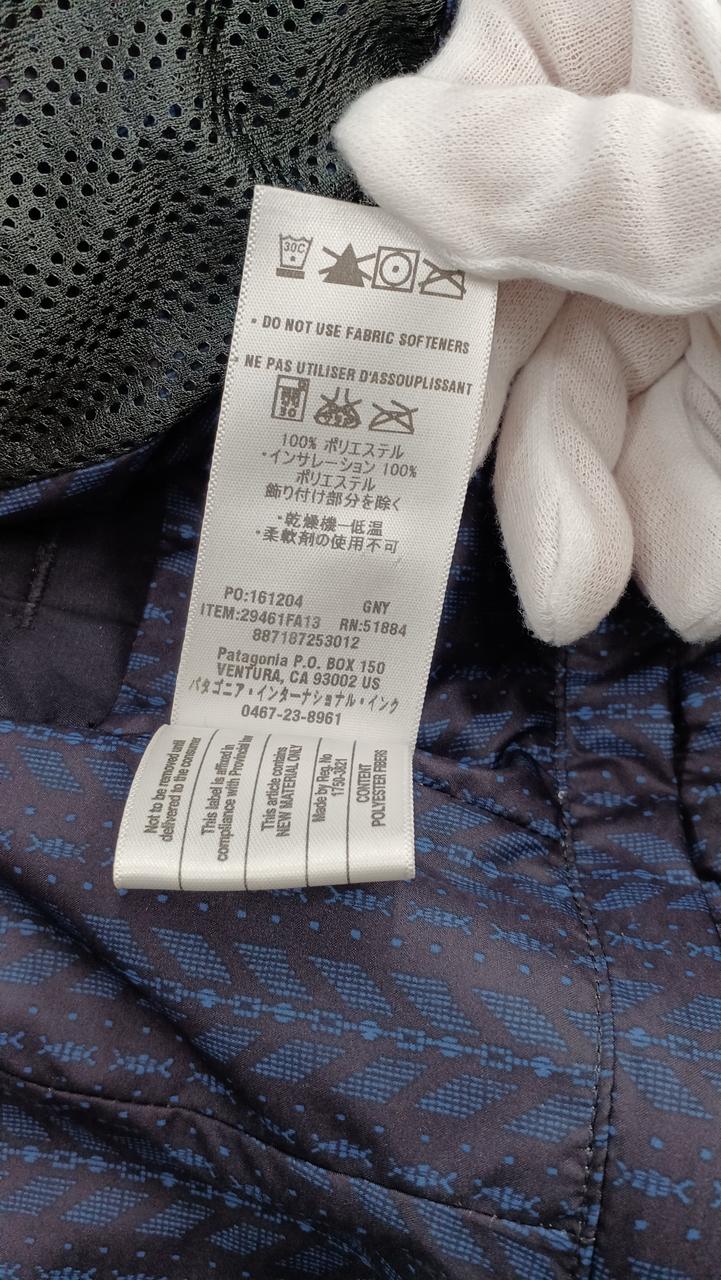 30C
• DO NOT USE FABRIC SOFTENERS
• NE PAS UTILISER D'ASSOUPLISSANT
30
100% ポリエステル
・インサレーション 100%
ポリエステル
飾り付け部分を除く
・乾燥機—低温
・柔軟剤の使用不可
PO:161204 GNY
ITEM:29461FA13 RN:51884
887187253012
Patagonia P.O. BOX 150
VENTURA, CA 93002 US
パタゴニア・インターナショナル・インク
0467-23-8961
Not to be removed until
delivered to the consumer
This label is affixed in
compliance with Provincial
This article contains
NEW MATERIAL ONLY
Made by Reg. No
CONTENT
POLYESTER FIBERS